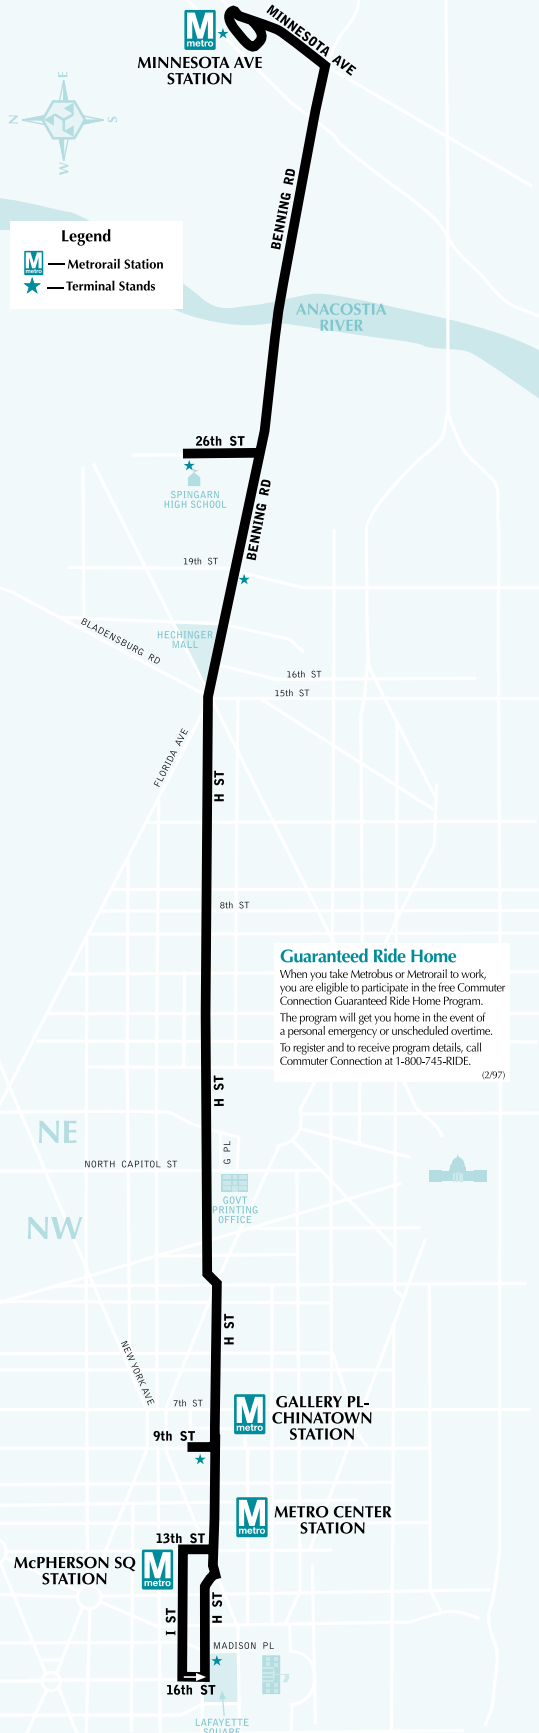 M
metro
MINNESOTA AVE
MINNESOTA AVE
STATION
E
N
S
W
BENNING RD
Legend
M
metro
Metrorail Station
Terminal Stands
ANACOSTIA
RIVER
26th ST
SPINGARN
HIGH SCHOOL
BENNING RD
19th ST
BLADENSBURG RD
HECHINGER
MALL
16th ST
15th ST
FLORIDA AVE
H ST
8th ST
Guaranteed Ride Home
When you take Metrobus or Metrorail to work,
you are eligible to participate in the free Commuter
Connection Guaranteed Ride Home Program.
The program will get you home in the event of
a personal emergency or unscheduled overtime.
To register and to receive program details, call
Commuter Connection at 1-800-745-RIDE.
(2/97)
H ST
NE
G PL
NORTH CAPITOL ST
GOVT
PRINTING
OFFICE
NW
H ST
NEW YORK AVE
7th ST
M
metro
GALLERY PL-
CHINATOWN
STATION
9th ST
M
metro
METRO CENTER
STATION
13th ST
McPHERSON SQ
STATION
M
metro
I ST
H ST
MADISON PL
16th ST
LAFAYETTE
SQUARE